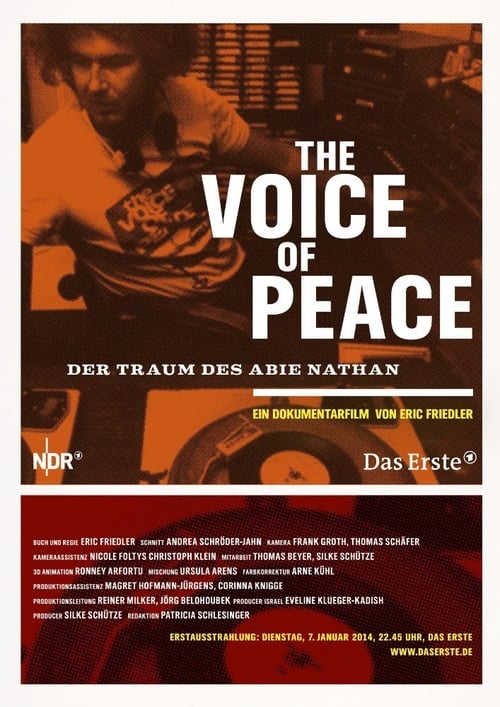 THE
VOICE
OF
PEACE
DER TRAUM DES ABIE NATHAN
EIN DOKUMENTARFILM VON ERIC FRIEDLER
NDR
Das Erste
BUCH UND REGIE ERIC FRIEDLER SCHNITT ANDREA SCHRÖDER-JAHN KAMERA FRANK GROTH, THOMAS SCHÄFER
KAMERAASSISTENZ NICOLE FOLTYS CHRISTOPH KLEIN MITARBEIT THOMAS BEYER, SILKE SCHÜTZE
3D ANIMATION RONNEY ARFORTU MISCHUNG URSULA ARENS FARBKORREKTUR ARNE KÜHL
PRODUKTIONSASSISTENZ MAGRET HOFMANN-JÜRGENS, CORINNA KNIGGE
PRODUKTIONSLEITUNG REINER MILKER, JÖRG BELOHOUBEK PRODUCER ISRAEL EVELINE KLUEGER-KADISH
PRODUCER SILKE SCHÜTZE REDAKTION PATRICIA SCHLESINGER
ERSTAUSSTRAHLUNG: DIENSTAG, 7. JANUAR 2014, 22.45 UHR, DAS ERSTE
WWW.DASERSTE.DE